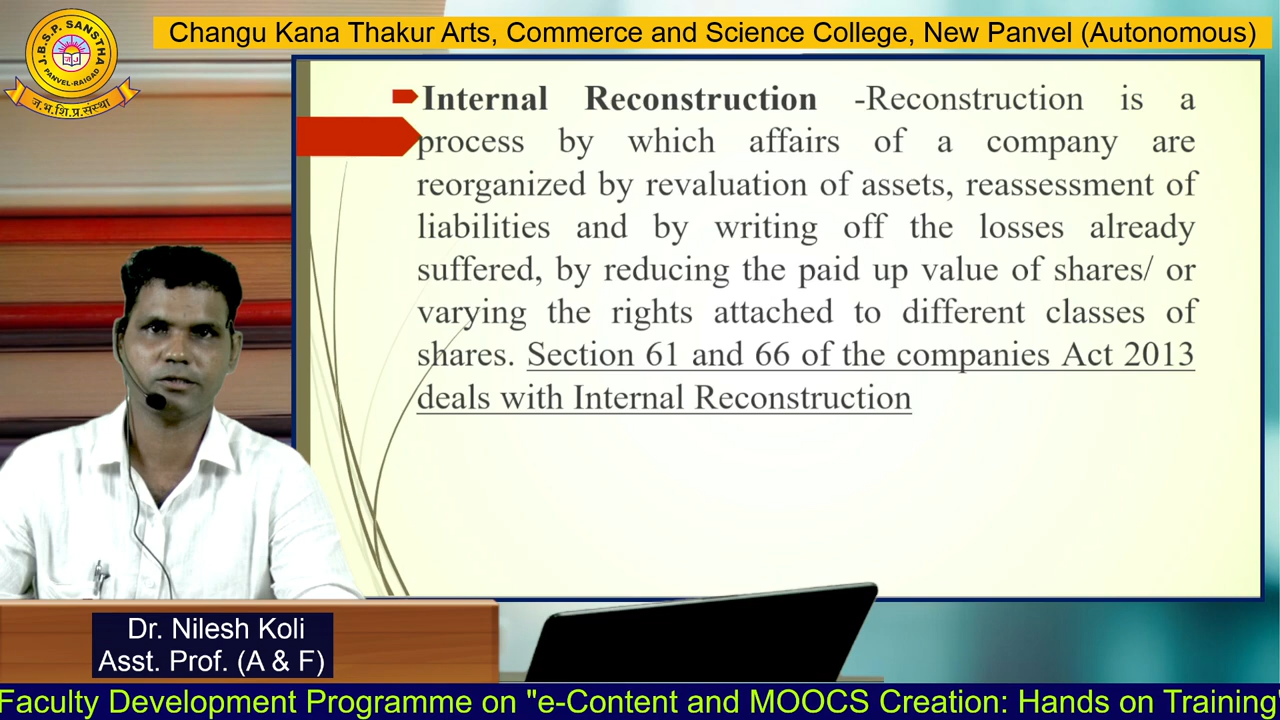 Changu Kana Thakur Arts, Commerce and Science College, New Panvel (Autonomous)
J.B.S.P. SANSTHA
PANVEL-RAIGAD
ज.भ.शि.प्र.संस्था
Internal Reconstruction -Reconstruction is a
process by which affairs of a company are
reorganized by revaluation of assets, reassessment of
liabilities and by writing off the losses already
suffered, by reducing the paid up value of shares/ or
varying the rights attached to different classes of
shares. Section 61 and 66 of the companies Act 2013
deals with Internal Reconstruction
Dr. Nilesh Koli
Asst. Prof. (A & F)
Faculty Development Programme on "e-Content and MOOCS Creation: Hands on Training"